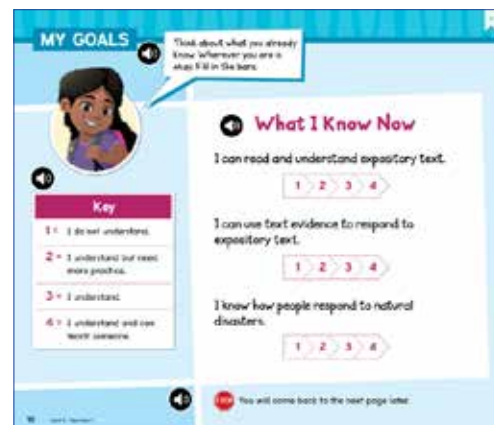 MY GOALS
Think about what you already
know. Wherever you are is
okay. Fill in the bars.
What I Know Now
I can read and understand expository text.
1 2 3 4
I can use text evidence to respond to
expository text.
1 2 3 4
I know how people respond to natural
disasters.
1 2 3 4
Key
1 = I do not understand.
2 = I understand but need
more practice.
3 = I understand.
4 = I understand and can
teach someone.
STOP You will come back to the next page later.
10